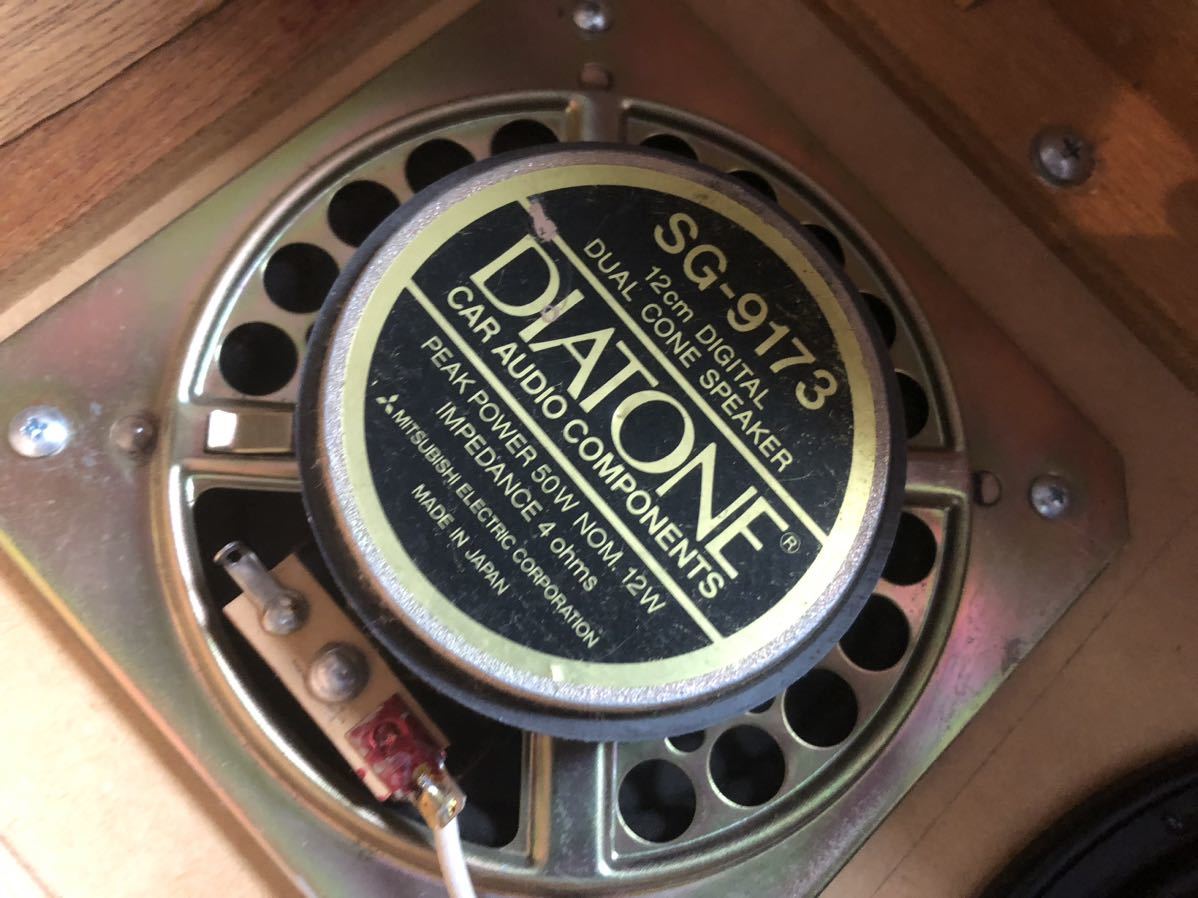 SG-9173
12cm DIGITAL
DUAL CONE SPEAKER
DIATONE®
CAR AUDIO COMPONENTS
PEAK POWER 50W NOM. 12W
IMPEDANCE 4 ohms
MITSUBISHI ELECTRIC CORPORATION
MADE IN JAPAN